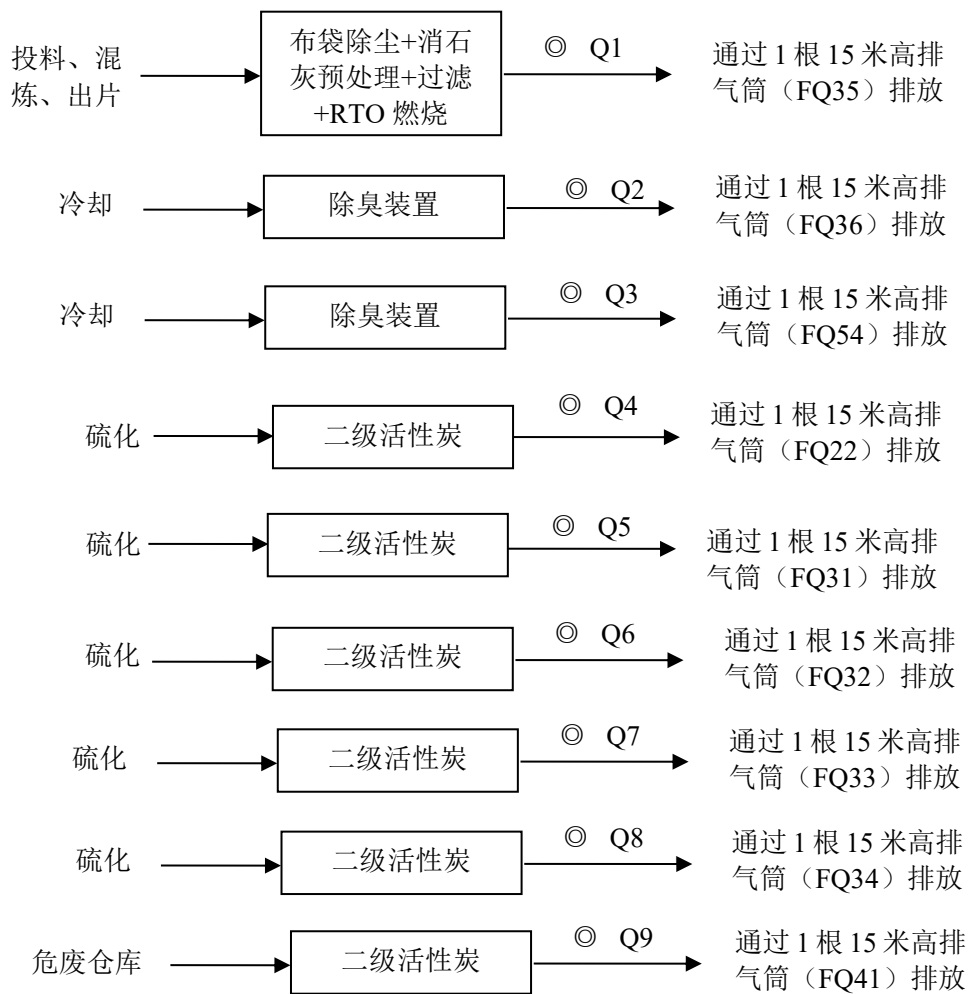 投料、混
炼、出片
布袋除尘+消石
灰预处理+过滤
+RTO 燃烧
◎ Q1
通过 1 根 15 米高排
气筒（FQ35）排放
冷却
除臭装置
◎ Q2
通过 1 根 15 米高排
气筒（FQ36）排放
冷却
除臭装置
◎ Q3
通过 1 根 15 米高排
气筒（FQ54）排放
硫化
二级活性炭
◎ Q4
通过 1 根 15 米高排
气筒（FQ22）排放
硫化
二级活性炭
◎ Q5
通过 1 根 15 米高排
气筒（FQ31）排放
硫化
二级活性炭
◎ Q6
通过 1 根 15 米高排
气筒（FQ32）排放
硫化
二级活性炭
◎ Q7
通过 1 根 15 米高排
气筒（FQ33）排放
硫化
二级活性炭
◎ Q8
通过 1 根 15 米高排
气筒（FQ34）排放
危废仓库
二级活性炭
◎ Q9
通过 1 根 15 米高排
气筒（FQ41）排放